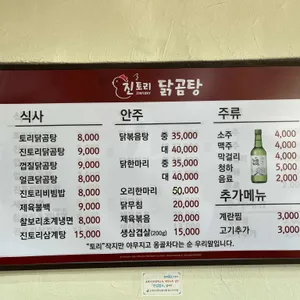 진토리 닭곰탕
식사
토리닭곰탕 8,000
진토리닭곰탕 9,000
껍질닭곰탕 9,000
얼큰닭곰탕 9,000
진토리비빔밥 8,000
제육볼백 9,000
찰보리초계냉면 8,000
진토리삼계탕 15,000
안주
닭볶음탕 중 35,000
대 40,000
닭한마리 중 35,000
대 40,000
오리한마리 50,000
닭무침 20,000
제육볶음 20,000
생삼겹살(200g) 15,000
주류
소주 4,000
맥주 4,000
막걸리 4,000
청하 5,000
음료 2,000
추가메뉴
계란찜 3,000
고기추가 3,000
"토리"작지만 야무지고 옹골차다는 순 우리말입니다.